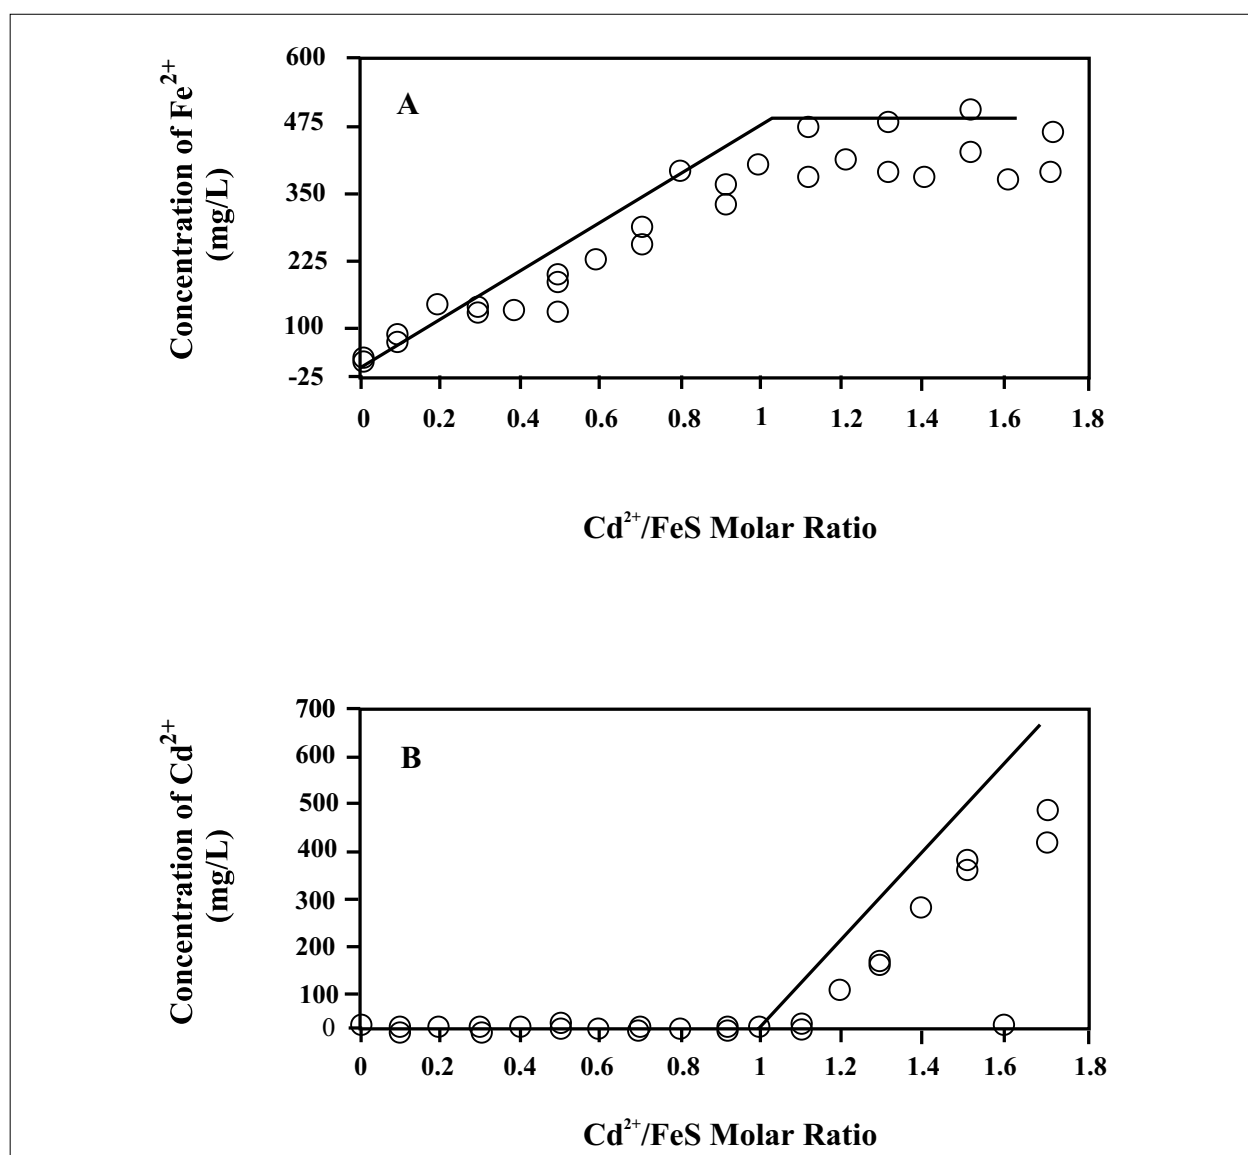 A
Concentration of Fe²⁺
(mg/L)
600
475
350
225
100
-25
0 0.2 0.4 0.6 0.8 1 1.2 1.4 1.6 1.8
Cd²⁺/FeS Molar Ratio
B
Concentration of Cd²⁺
(mg/L)
700
600
500
400
300
200
100
0
0 0.2 0.4 0.6 0.8 1 1.2 1.4 1.6 1.8
Cd²⁺/FeS Molar Ratio